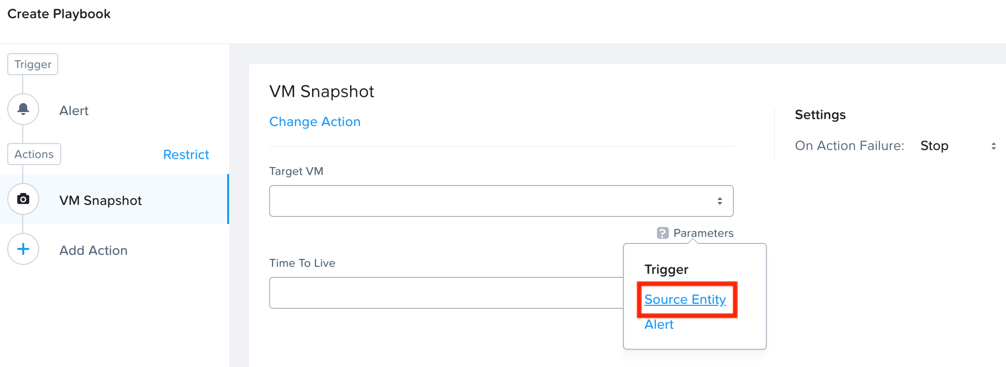 Create Playbook
Trigger
Alert
Actions
Restrict
VM Snapshot
Add Action
VM Snapshot
Change Action
Target VM
? Parameters
Time To Live
Trigger
Source Entity
Alert
Settings
On Action Failure: Stop